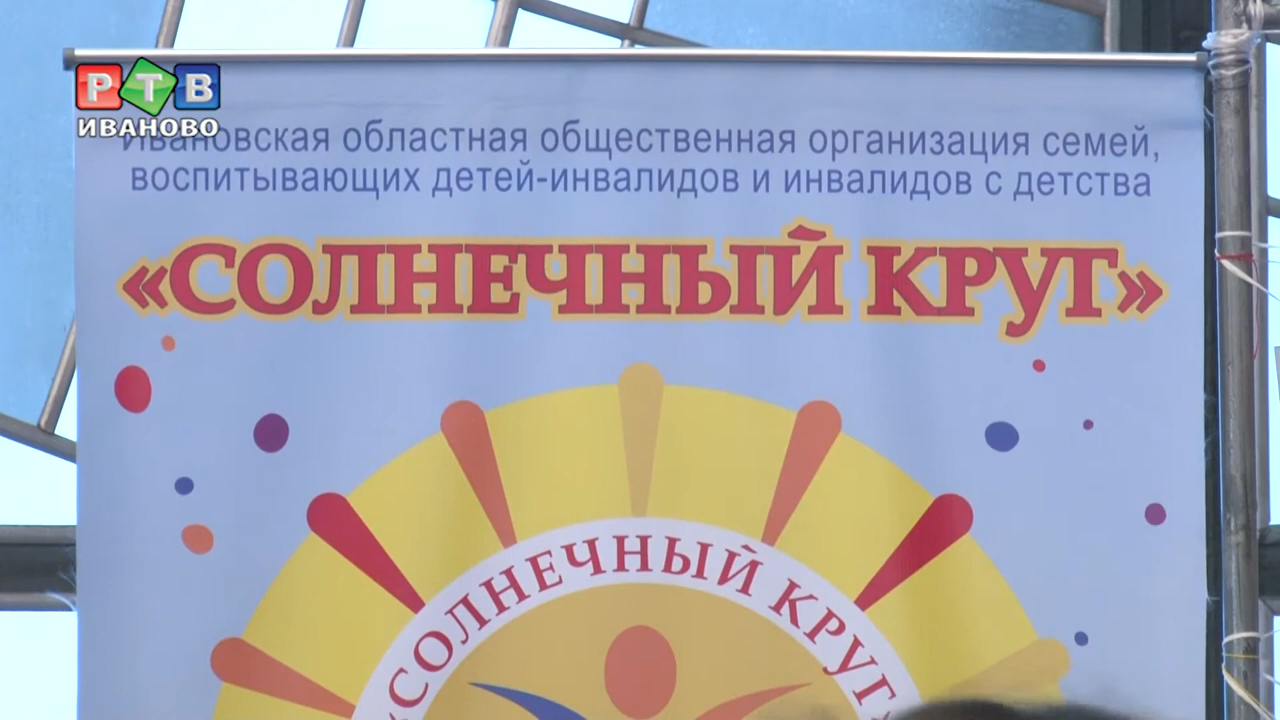 РТВ
ИВАНОВО
Ивановская областная общественная организация семей,
воспитывающих детей-инвалидов и инвалидов с детства
«СОЛНЕЧНЫЙ КРУГ»
«СОЛНЕЧНЫЙ КРУГ»